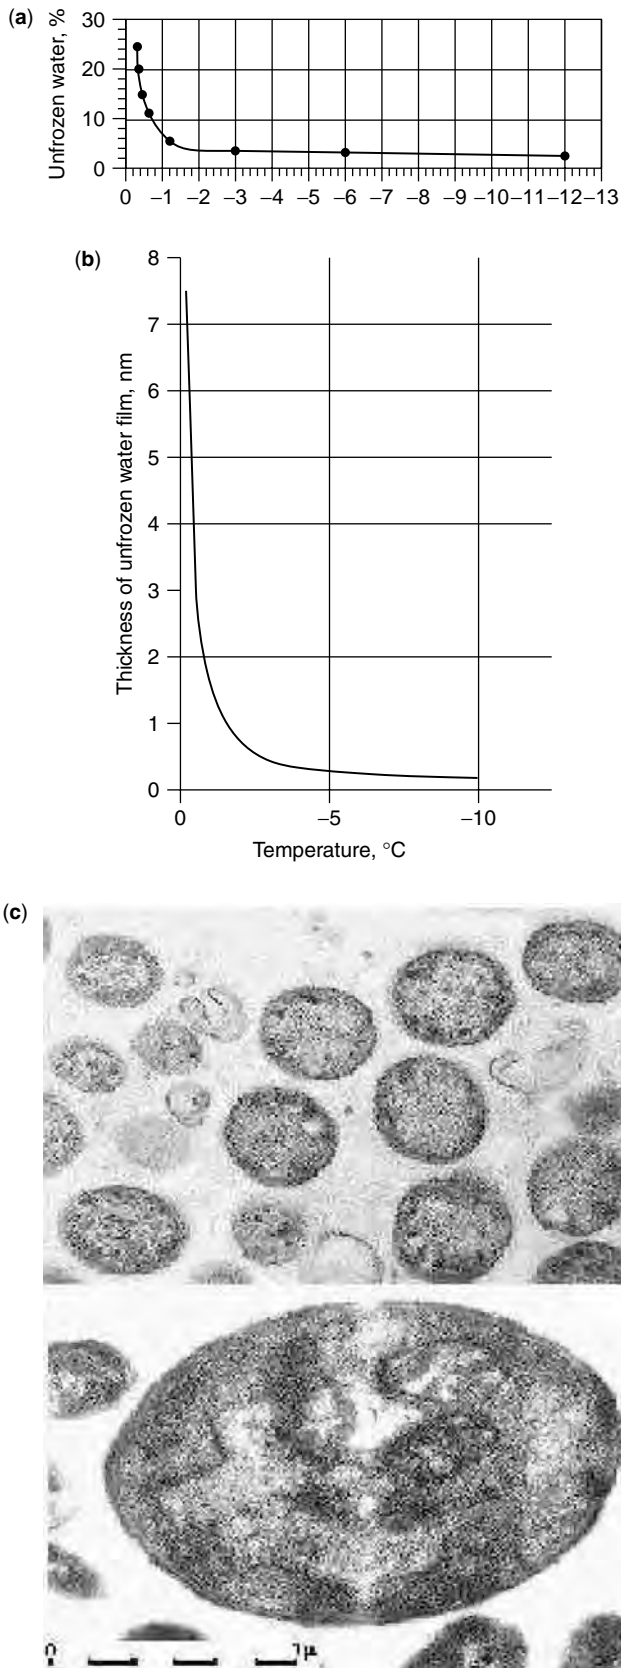 (a)
Unfrozen water, %
30
20
10
0
0 –1 –2 –3 –4 –5 –6 –7 –8 –9 –10 –11 –12 –13
(b)
Thickness of unfrozen water film, nm
8
7
6
5
4
3
2
1
0
0 –5 –10
Temperature, °C
(c)
0 1μ